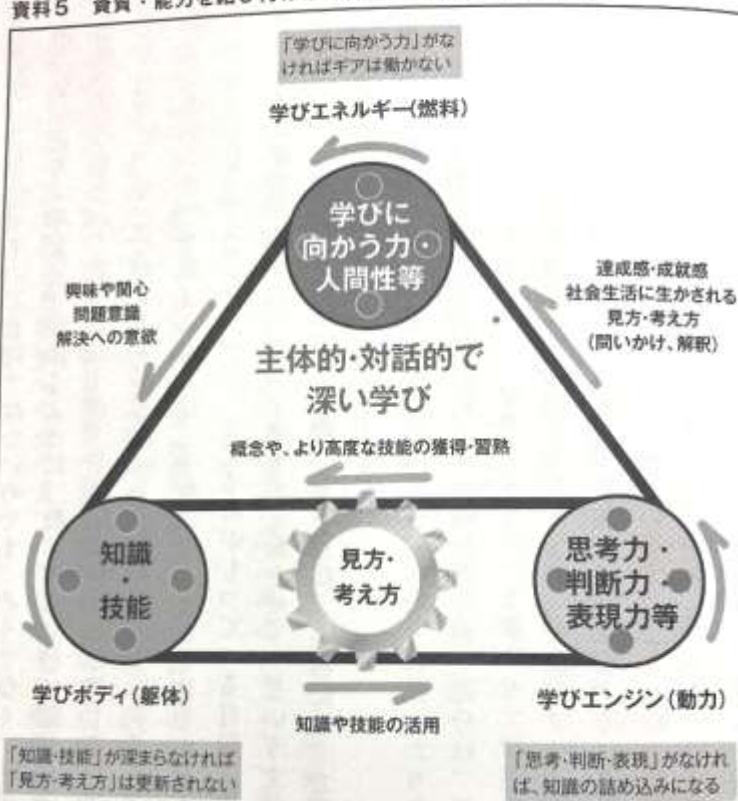 資料5 資質・能力を結び
「学びに向かう力」がな
ければギアは働かない
学びエネルギー(燃料)
学びに
向かう力・
人間性等
興味や関心
問題意識
解決への意欲
達成感・成就感
社会生活に生かされる
見方・考え方
(問いかけ、解釈)
主体的・対話的で
深い学び
概念や、より高度な技能の獲得・習熟
知識
・
技能
見方・
考え方
思考力・
判断力・
表現力等
学びボディ(躯体)
学びエンジン(動力)
知識や技能の活用
「知識・技能」が深まらなければ
「見方・考え方」は更新されない
「思考・判断・表現」がなけれ
ば、知識の詰め込みになる